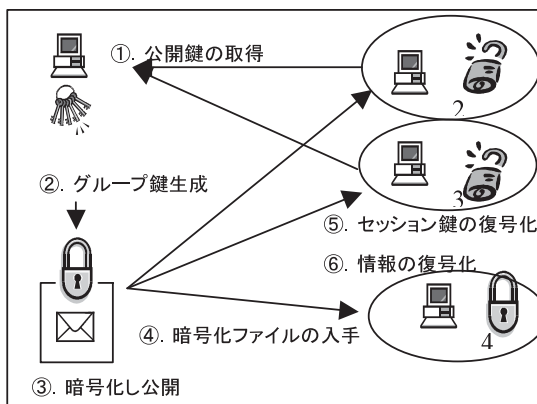 ①．公開鍵の取得
2
②．グループ鍵生成
3
⑤．セッション鍵の復号化
⑥．情報の復号化
4
④．暗号化ファイルの入手
③．暗号化し公開